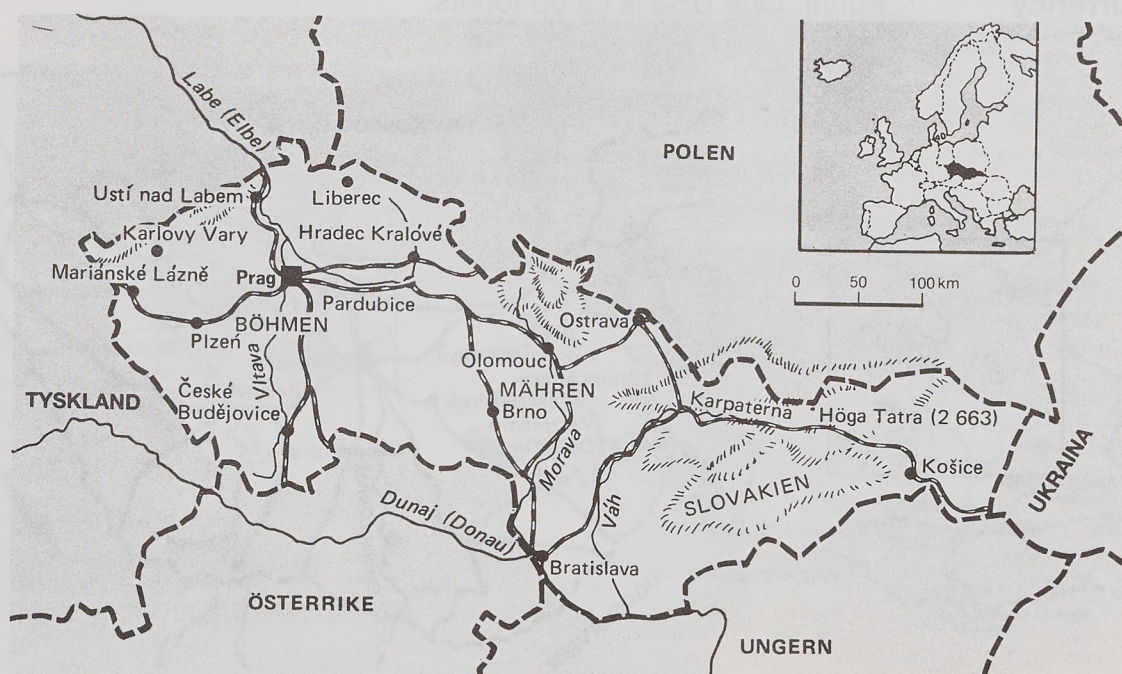 Labe (Elbe)
POLEN
Ustí nad Labem
Liberec
Karlovy Vary
Hradec Kralové
Mariánské Lázně
Prag
Pardubice
0 50 100 km
BÖHMEN
Plzeń
Ostrava
Olomouc
Vltava
MÄHREN
České
Budějovice
Brno
TYSKLAND
Karpaterna
Höga Tatra (2 663)
Morava
Košice
SLOVAKIEN
UKRAINA
Dunaj (Donau)
Váh
Bratislava
ÖSTERRIKE
UNGERN